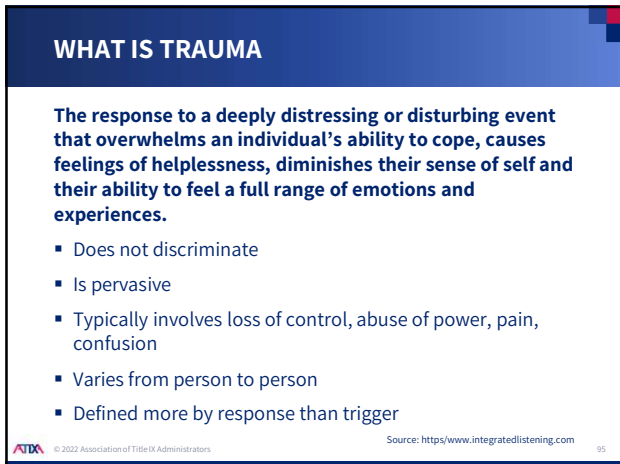 WHAT IS TRAUMA
The response to a deeply distressing or disturbing event
that overwhelms an individual’s ability to cope, causes
feelings of helplessness, diminishes their sense of self and
their ability to feel a full range of emotions and
experiences.
▪ Does not discriminate
▪ Is pervasive
▪ Typically involves loss of control, abuse of power, pain,
confusion
▪ Varies from person to person
▪ Defined more by response than trigger
Source: https/www.integratedlistening.com
ATIXA © 2022 Association of Title IX Administrators 95